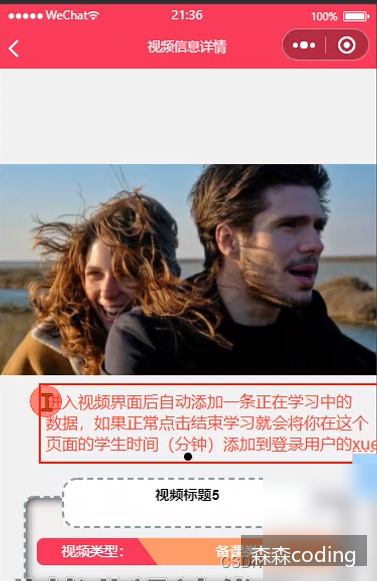 WeChat
21:36
100%
视频信息详情
进入视频界面后自动添加一条正在学习中的
数据，如果正常点击结束学习就会将你在这个
页面的学生时间（分钟）添加到登录用户的xue
视频标题5
视频类型：
备课类
森森coding